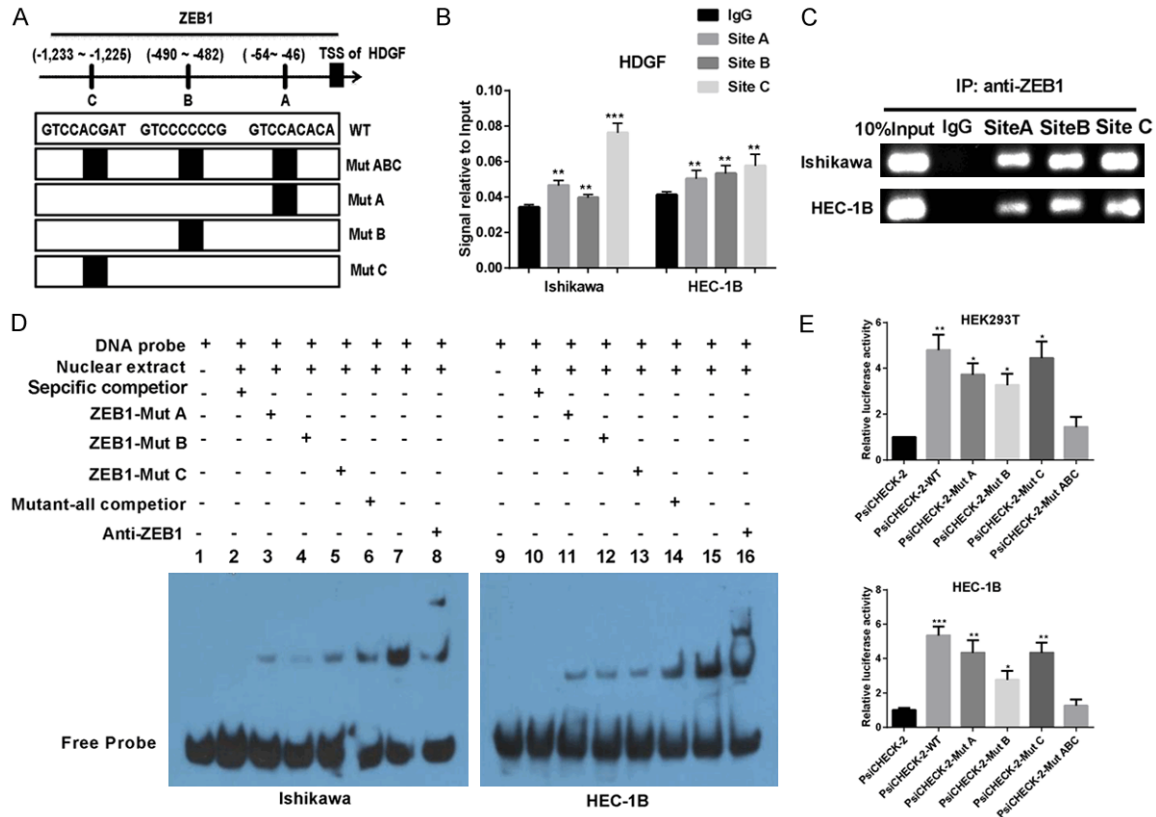 A
ZEB1
(-1,233 ~ -1,225) (-490 ~ -482) ( -54~ -46) TSS of HDGF
C B A
GTCCACGAT GTCCCCCCG GTCCACACA WT
Mut ABC
Mut A
Mut B
Mut C
B
IgG
Site A
Site B
Site C
HDGF
Signal relative to Input
0.10
0.08
0.06
0.04
0.02
0.00
** ** ***
** ** **
Ishikawa HEC-1B
C
IP: anti-ZEB1
10%Input IgG SiteA SiteB Site C
Ishikawa
HEC-1B
D
DNA probe + + + + + + + + + + + + + + + +
Nuclear extract - + + + + + + + - + + + + + + +
Sepcific competior - + - - - - - - - + - - - - - -
ZEB1-Mut A - - + - - - - - - - + - - - - -
ZEB1-Mut B - - - + - - - - - - - + - - - -
ZEB1-Mut C - - - - + - - - - - - - + - - -
Mutant-all competior - - - - - + - - - - - - - + - -
Anti-ZEB1 - - - - - - - + - - - - - - - +
1 2 3 4 5 6 7 8 9 10 11 12 13 14 15 16
Free Probe
Ishikawa HEC-1B
E
HEK293T
Relative luciferase activity
6
4
2
0
** * * *
PsiCHECK-2
PsiCHECK-2-WT
PsiCHECK-2-Mut A
PsiCHECK-2-Mut B
PsiCHECK-2-Mut C
PsiCHECK-2-Mut ABC
HEC-1B
Relative luciferase activity
8
6
4
2
0
*** ** * **
PsiCHECK-2
PsiCHECK-2-WT
PsiCHECK-2-Mut A
PsiCHECK-2-Mut B
PsiCHECK-2-Mut C
PsiCHECK-2-Mut ABC